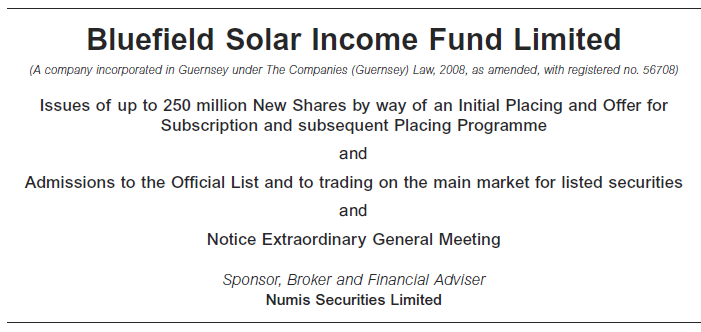 Bluefield Solar Income Fund Limited
(A company incorporated in Guernsey under The Companies (Guernsey) Law, 2008, as amended, with registered no. 56708)
Issues of up to 250 million New Shares by way of an Initial Placing and Offer for
Subscription and subsequent Placing Programme
and
Admissions to the Official List and to trading on the main market for listed securities
and
Notice Extraordinary General Meeting
Sponsor, Broker and Financial Adviser
Numis Securities Limited